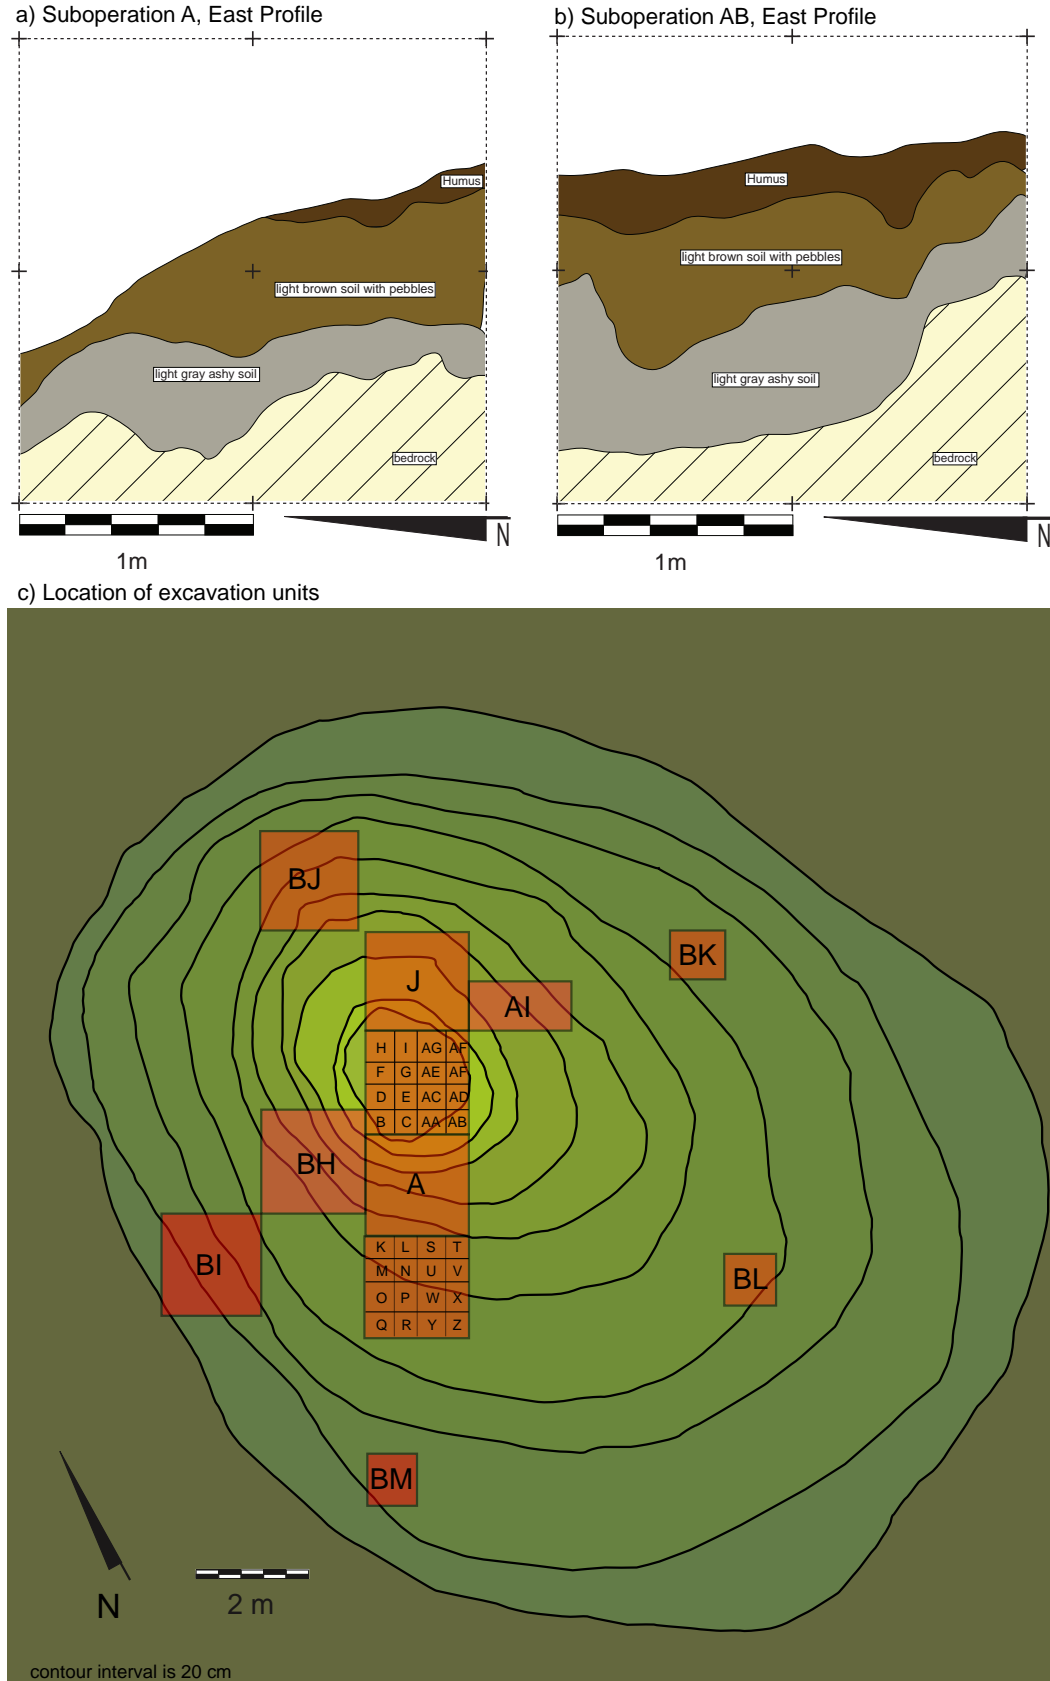 a) Suboperation A, East Profile
b) Suboperation AB, East Profile
Humus
light brown soil with pebbles
light gray ashy soil
bedrock
N
1m
Humus
light brown soil with pebbles
light gray ashy soil
bedrock
N
1m
c) Location of excavation units
BJ
BK
J
AI
H I AG AF
F G AE AF
D E AC AD
B C AA AB
BH
A
BI
K L S T
M N U V
O P W X
Q R Y Z
BL
BM
N
2 m
contour interval is 20 cm